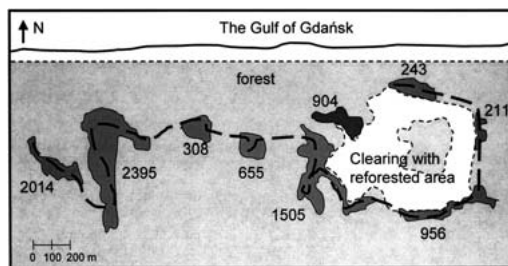 N
The Gulf of Gdańsk
forest
243
904
211
308
655
2395
2014
Clearing with
reforested area
1505
956
0 100 200 m